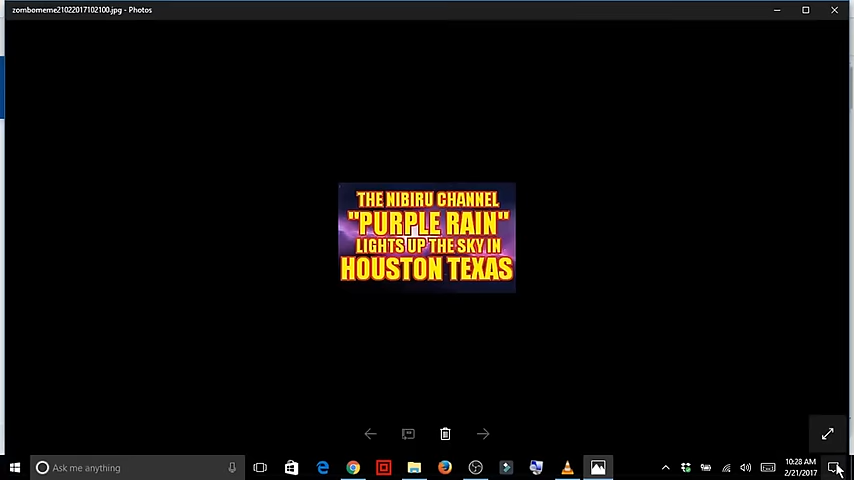 zombomeme21022017102100.jpg - Photos
THE NIBIRU CHANNEL
"PURPLE RAIN"
LIGHTS UP THE SKY IN
HOUSTON TEXAS
Ask me anything
10:28 AM
2/21/2017